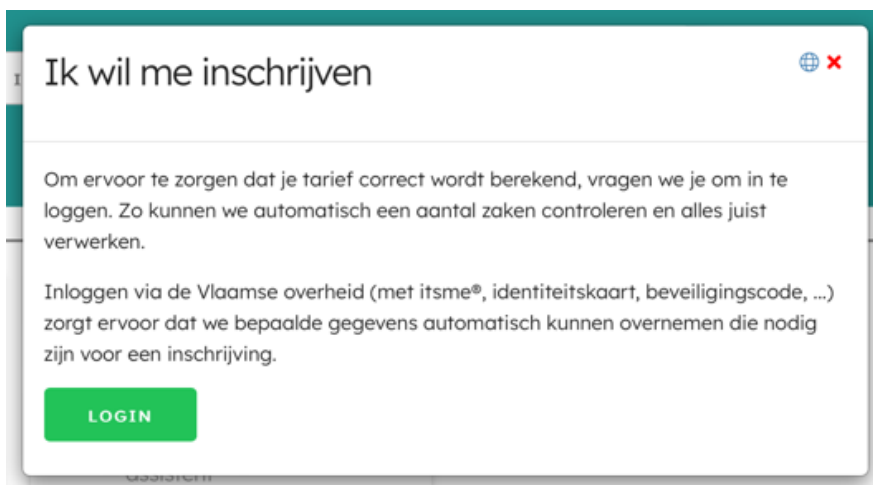 Ik wil me inschrijven
Om ervoor te zorgen dat je tarief correct wordt berekend, vragen we je om in te
loggen. Zo kunnen we automatisch een aantal zaken controleren en alles juist
verwerken.
Inloggen via de Vlaamse overheid (met itsme®, identiteitskaart, beveiligingscode, ...)
zorgt ervoor dat we bepaalde gegevens automatisch kunnen overnemen die nodig
zijn voor een inschrijving.
LOGIN